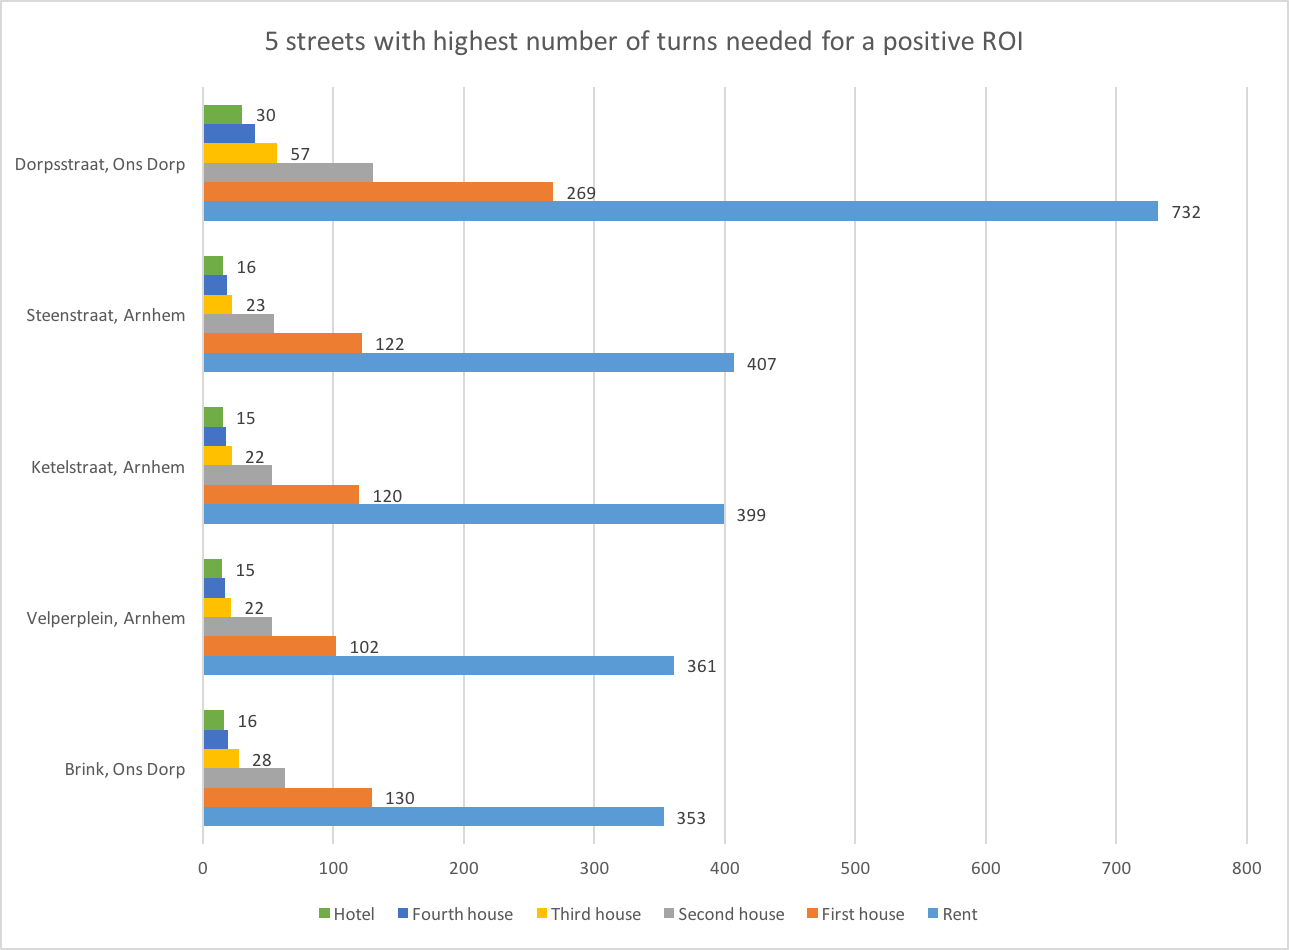 5 streets with highest number of turns needed for a positive ROI
Dorpsstraat, Ons Dorp
30
57
269
732
Steenstraat, Arnhem
16
23
122
407
Ketelstraat, Arnhem
15
22
120
399
Velperplein, Arnhem
15
22
102
361
Brink, Ons Dorp
16
28
130
353
0 100 200 300 400 500 600 700 800
Hotel Fourth house Third house Second house First house Rent